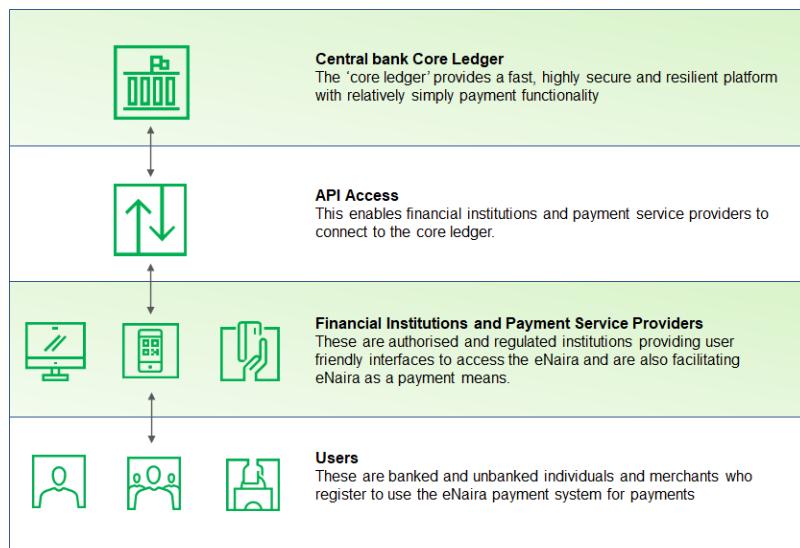 Central bank Core Ledger
The ‘core ledger’ provides a fast, highly secure and resilient platform
with relatively simply payment functionality
API Access
This enables financial institutions and payment service providers to
connect to the core ledger.
Financial Institutions and Payment Service Providers
These are authorised and regulated institutions providing user
friendly interfaces to access the eNaira and are also facilitating
eNaira as a payment means.
Users
These are banked and unbanked individuals and merchants who
register to use the eNaira payment system for payments